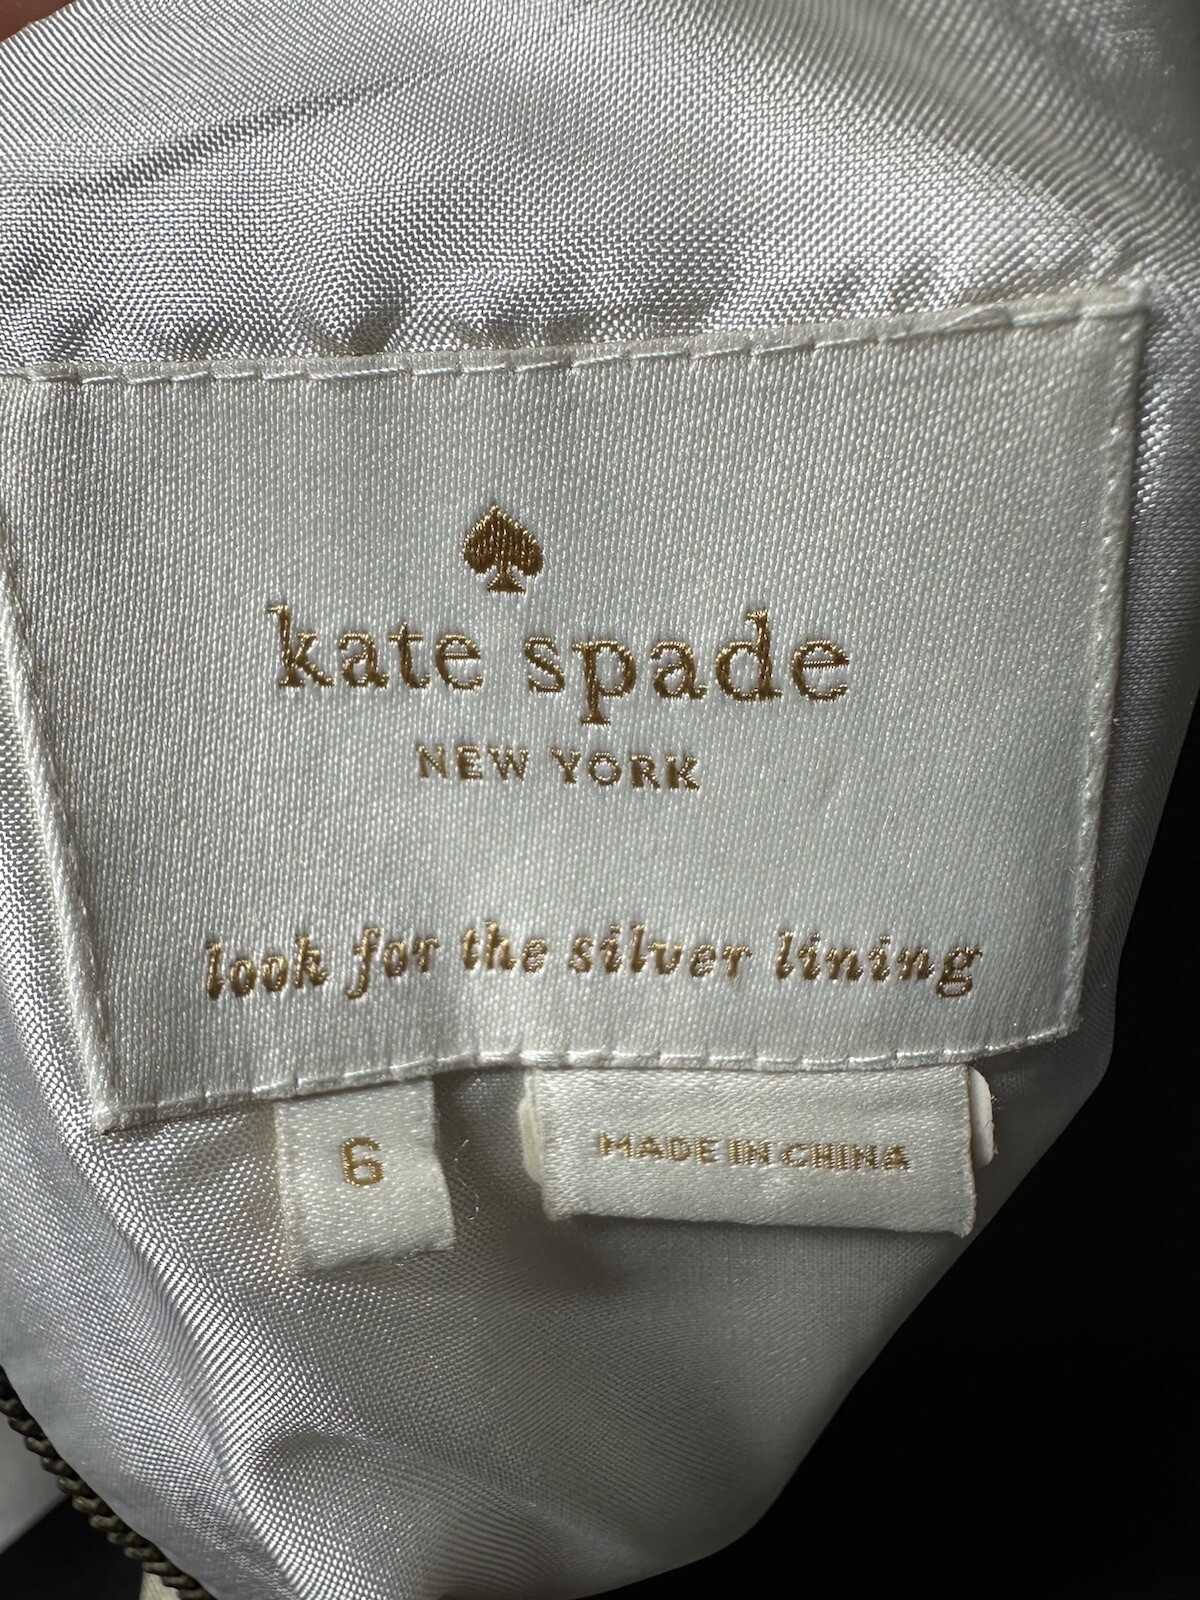 kate spade
NEW YORK
look for the silver lining
6
MADE IN CHINA